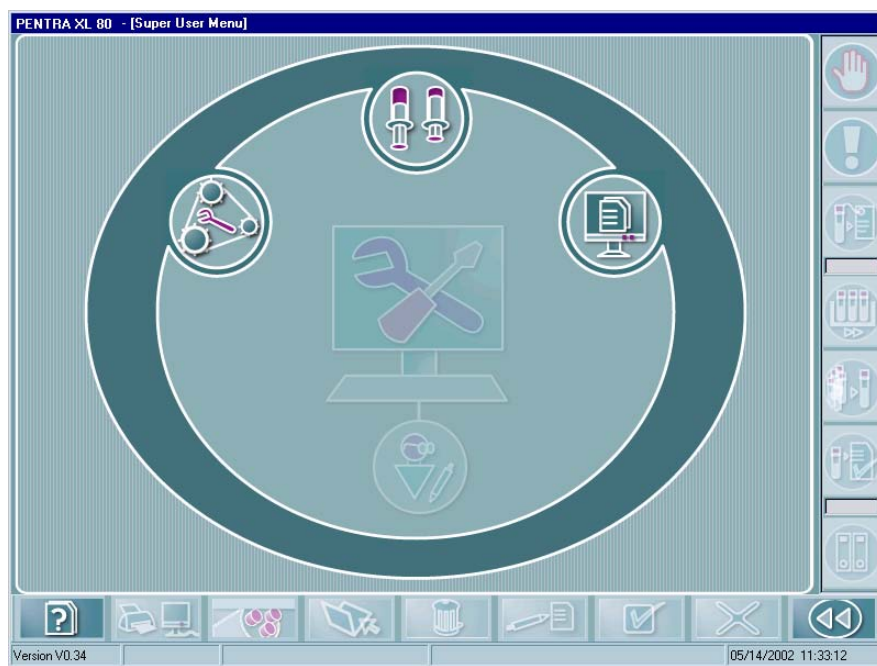 PENTRA XL 80 - [Super User Menu]
?
Version V0.34
05/14/2002 11:33:12